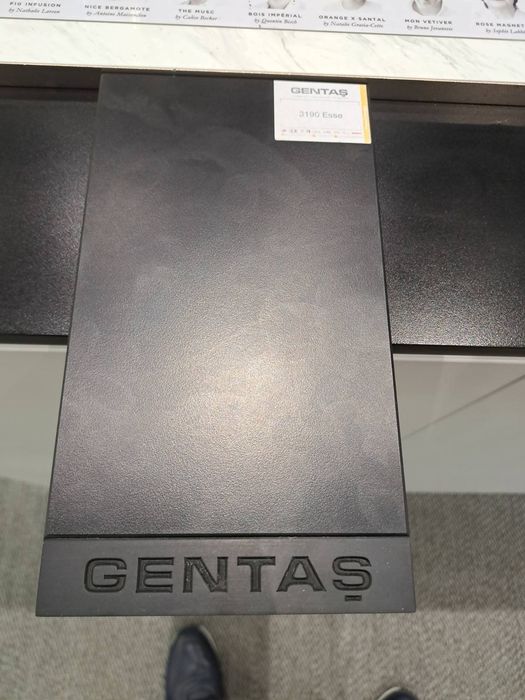 FIG INFUSION
by Nathalie Lorson
NICE BERGAMOTE
by Antoine Maisondieu
THE MUSC
by Calice Becker
BOIS IMPÉRIAL
by Quentin Bisch
ORANGE X SANTAL
by Natalie Gracia-Cetto
MON VETIVER
by Bruno Jovanovic
ROSE MAGNET
by Sophie Labbé
GENTAŞ
3190 Esse
GENTAŞ